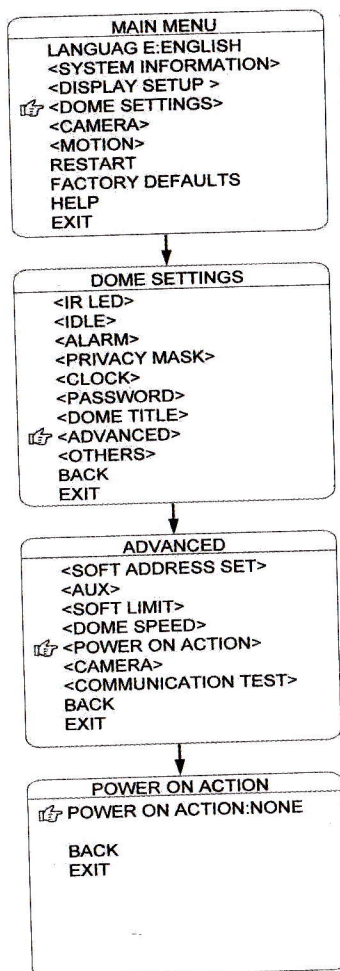 MAIN MENU
LANGUAG E:ENGLISH
<SYSTEM INFORMATION>
<DISPLAY SETUP >
<DOME SETTINGS>
<CAMERA>
<MOTION>
RESTART
FACTORY DEFAULTS
HELP
EXIT
DOME SETTINGS
<IR LED>
<IDLE>
<ALARM>
<PRIVACY MASK>
<CLOCK>
<PASSWORD>
<DOME TITLE>
<ADVANCED>
<OTHERS>
BACK
EXIT
ADVANCED
<SOFT ADDRESS SET>
<AUX>
<SOFT LIMIT>
<DOME SPEED>
<POWER ON ACTION>
<CAMERA>
<COMMUNICATION TEST>
BACK
EXIT
POWER ON ACTION
POWER ON ACTION:NONE
BACK
EXIT